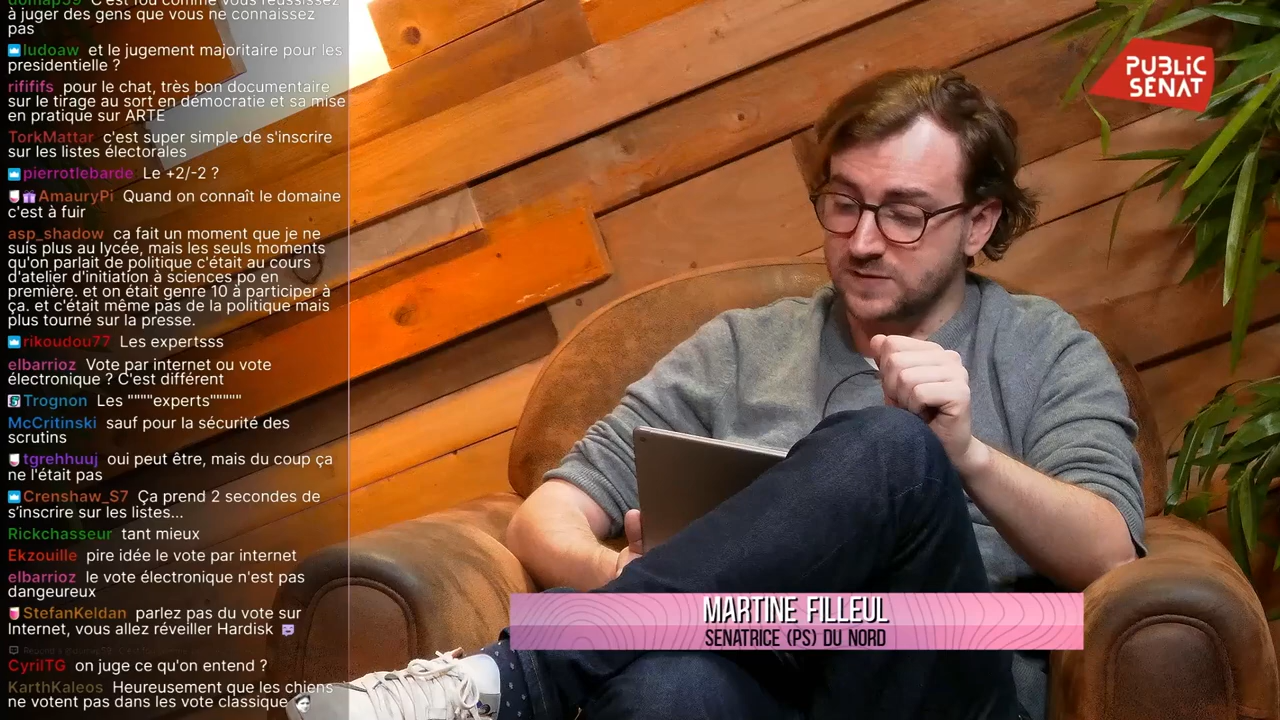 domap59 C'est fou comme vous réussissez
à juger des gens que vous ne connaissez
pas
ludoaw et le jugement majoritaire pour les
presidentielle ?
rifififs pour le chat, très bon documentaire
sur le tirage au sort en démocratie et sa mise
en pratique sur ARTE
TorkMattar c'est super simple de s'inscrire
sur les listes électorales
pierrotlebarde Le +2/-2 ?
AmauryPi Quand on connaît le domaine
c'est à fuir
asp_shadow ca fait un moment que je ne
suis plus au lycée, mais les seuls moments
qu'on parlait de politique c'était au cours
d'atelier d'initiation à sciences po en
première. et on était genre 10 à participer à
ça. et c'était même pas de la politique mais
plus tourné sur la presse.
rikoudou77 Les expertsss
elbarrioz Vote par internet ou vote
électronique ? C'est différent
Trognon Les """"experts"""""
McCritinski sauf pour la sécurité des
scrutins
tgrehhuuj oui peut être, mais du coup ça
ne l'était pas
Crenshaw_S7 Ça prend 2 secondes de
s'inscrire sur les listes...
Rickchasseur tant mieux
Ekzouille pire idée le vote par internet
elbarrioz le vote électronique n'est pas
dangeureux
StefanKeldan parlez pas du vote sur
Internet, vous allez réveiller Hardisk
CyrilTG on juge ce qu'on entend ?
KarthKaleos Heureusement que les chiens
ne votent pas dans les vote classique
PUBLIC
SÉNAT
MARTINE FILLEUL
SÉNATRICE (PS) DU NORD